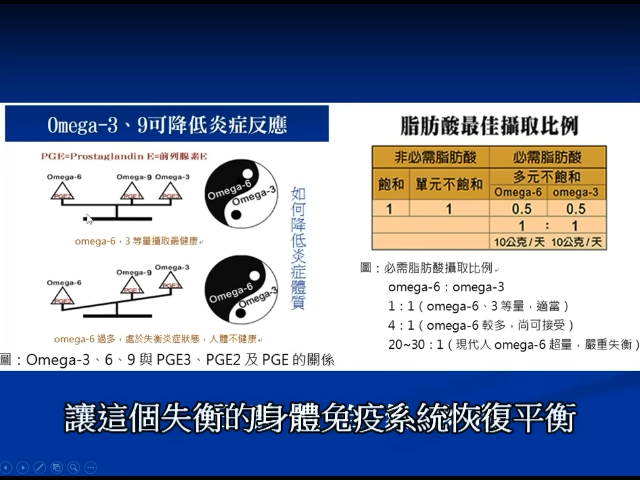 Omega-3、9可降低炎症反應
PGE=Prostaglandin E=前列腺素E
Omega-6
Omega-9 Omega-3
PGE2
PGE1
PGE3
Omega-6
Omega-3
如何降低炎症體質
omega-6，3 等量攝取最健康
Omega-6
Omega-9
Omega-3
PGE2
Omega-6
Omega-3
omega-6 過多，處於失衡炎症狀態，人體不健康
圖：Omega-3、6、9 與 PGE3、PGE2 及 PGE 的關係
脂肪酸最佳攝取比例
非必需脂肪酸 必需脂肪酸
飽和 單元不飽和 多元不飽和
Omega-6 omega-3
1 1 0.5 0.5
1 : 1
10公克/天 10公克/天
圖：必需脂肪酸攝取比例
omega-6：omega-3
1：1（omega-6、3 等量，適當）
4：1（omega-6 較多，尚可接受）
20~30：1（現代人 omega-6 超量，嚴重失衡）
讓這個失衡的身體免疫系統恢復平衡